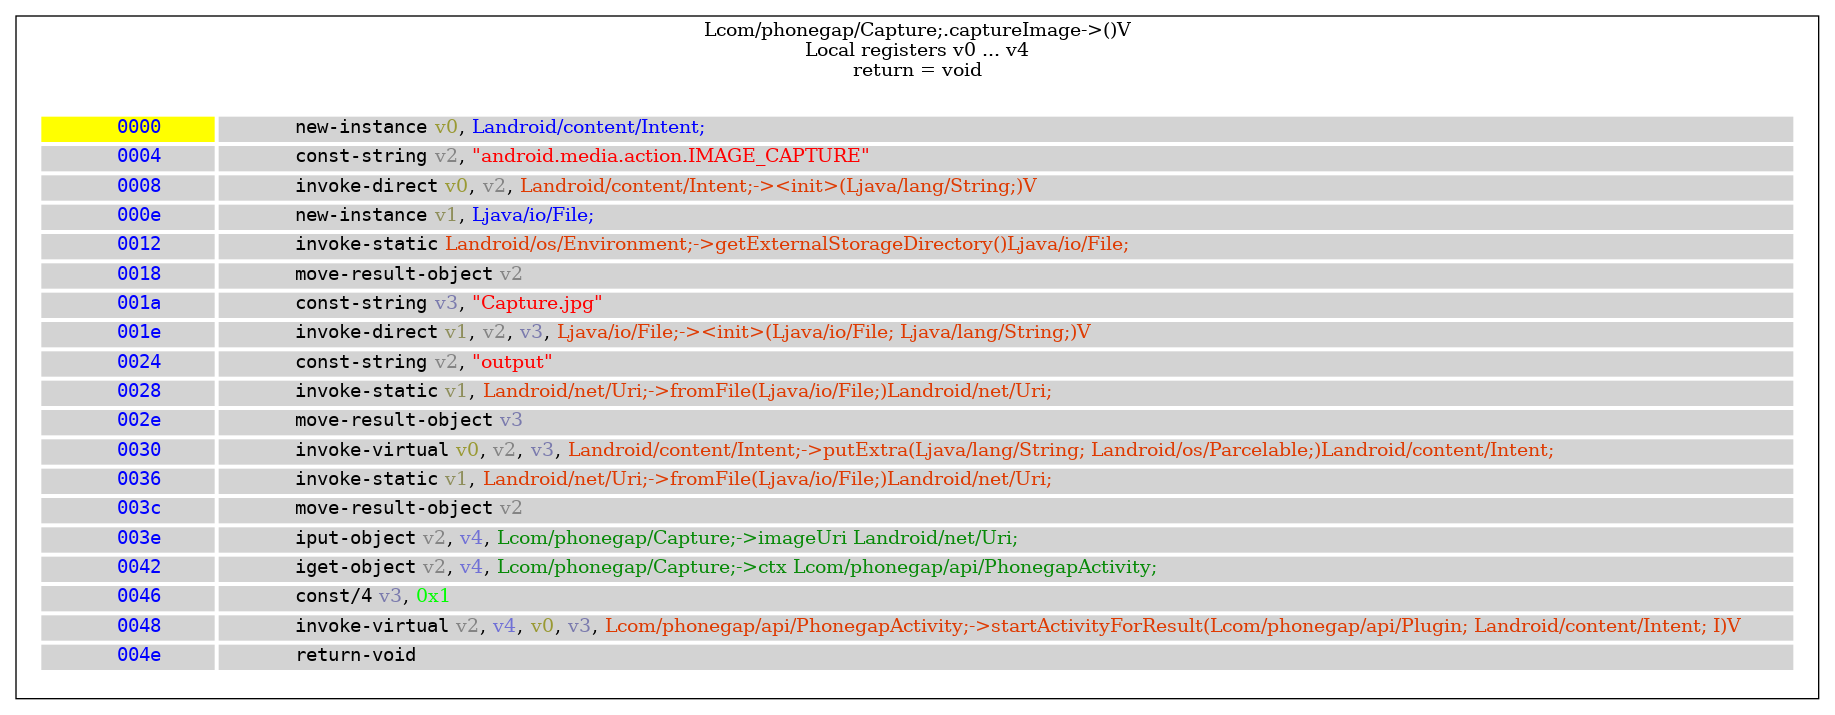 Lcom/phonegap/Capture;.captureImage->()V
Local registers v0 ... v4
return = void
0000 new-instance v0, Landroid/content/Intent;
0004 const-string v2, "android.media.action.IMAGE_CAPTURE"
0008 invoke-direct v0, v2, Landroid/content/Intent;-><init>(Ljava/lang/String;)V
000e new-instance v1, Ljava/io/File;
0012 invoke-static Landroid/os/Environment;->getExternalStorageDirectory()Ljava/io/File;
0018 move-result-object v2
001a const-string v3, "Capture.jpg"
001e invoke-direct v1, v2, v3, Ljava/io/File;-><init>(Ljava/io/File; Ljava/lang/String;)V
0024 const-string v2, "output"
0028 invoke-static v1, Landroid/net/Uri;->fromFile(Ljava/io/File;)Landroid/net/Uri;
002e move-result-object v3
0030 invoke-virtual v0, v2, v3, Landroid/content/Intent;->putExtra(Ljava/lang/String; Landroid/os/Parcelable;)Landroid/content/Intent;
0036 invoke-static v1, Landroid/net/Uri;->fromFile(Ljava/io/File;)Landroid/net/Uri;
003c move-result-object v2
003e iput-object v2, v4, Lcom/phonegap/Capture;->imageUri Landroid/net/Uri;
0042 iget-object v2, v4, Lcom/phonegap/Capture;->ctx Lcom/phonegap/api/PhonegapActivity;
0046 const/4 v3, 0x1
0048 invoke-virtual v2, v4, v0, v3, Lcom/phonegap/api/PhonegapActivity;->startActivityForResult(Lcom/phonegap/api/Plugin; Landroid/content/Intent; I)V
004e return-void